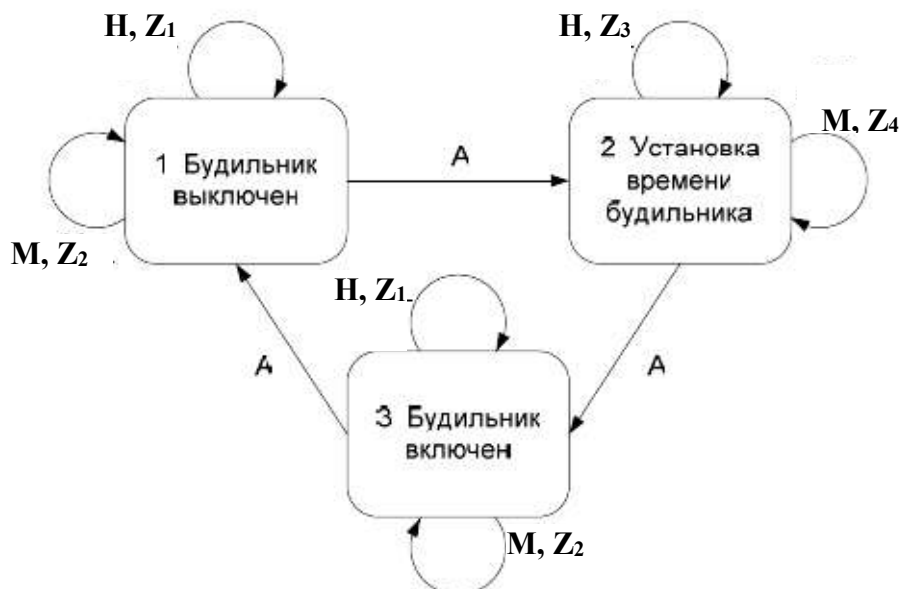 H, Z1
H, Z3
M, Z4
1 Будильник
выключен
A
2 Установка
времени
будильника
M, Z2
H, Z1
A
A
3 Будильник
включен
M, Z2